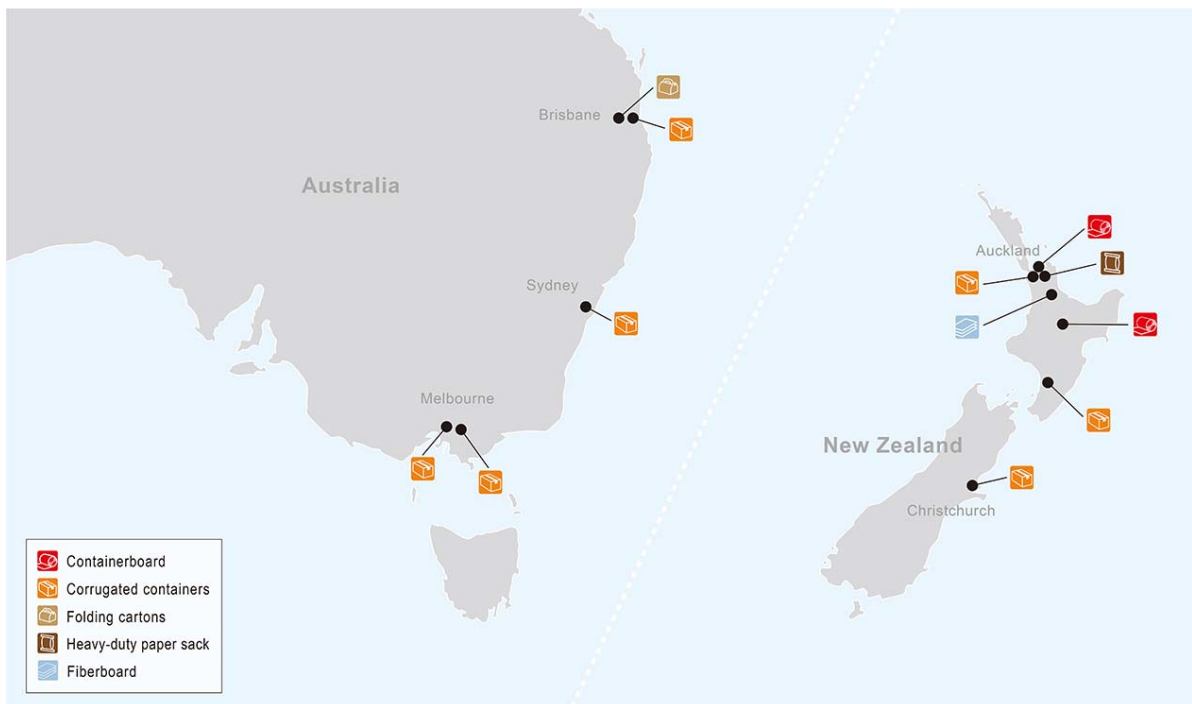 Brisbane
Australia
Auckland
Sydney
Melbourne
New Zealand
Christchurch
Containerboard
Corrugated containers
Folding cartons
Heavy-duty paper sack
Fiberboard